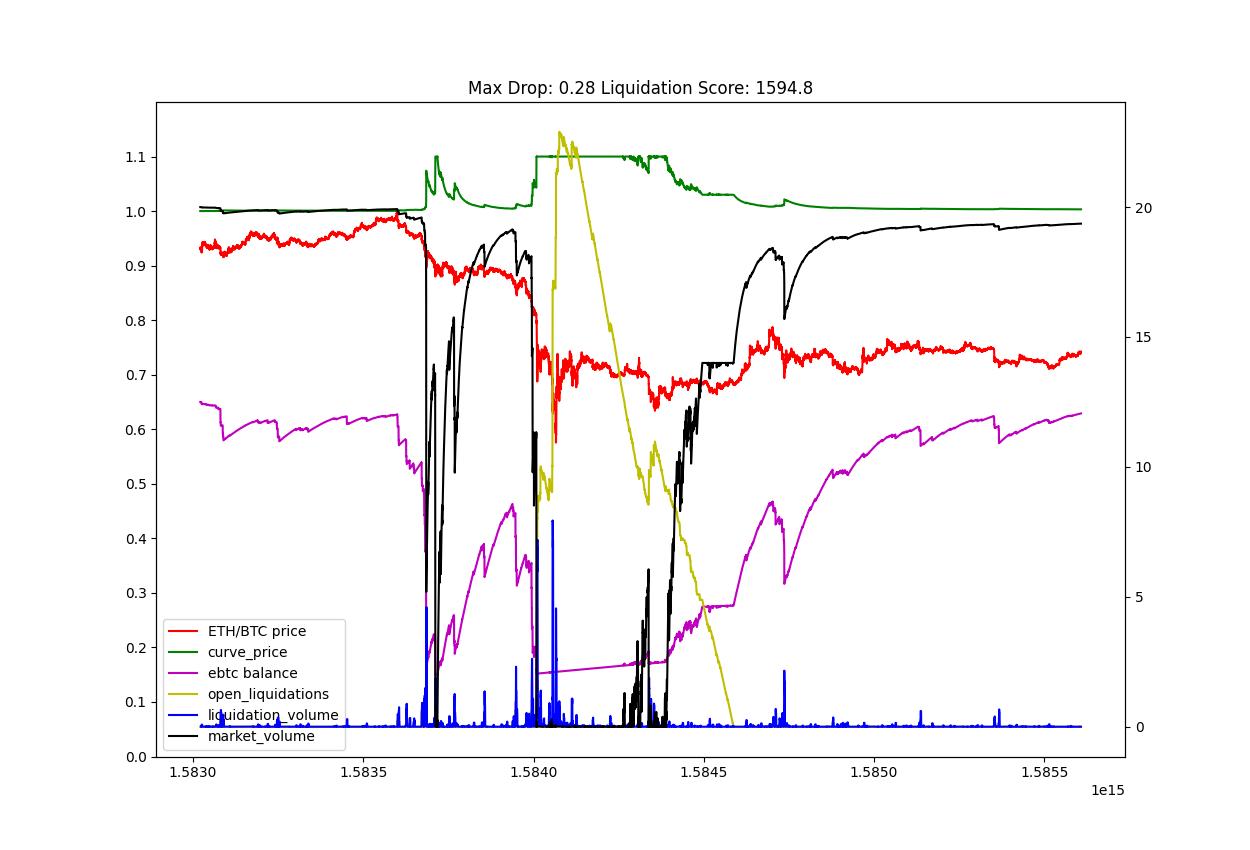 Max Drop: 0.28 Liquidation Score: 1594.8
1.1
1.0
0.9
0.8
0.7
0.6
0.5
0.4
0.3
0.2
0.1
0.0
20
15
10
5
0
ETH/BTC price
curve_price
ebtc balance
open_liquidations
liquidation_volume
market_volume
1.5830 1.5835 1.5840 1.5845 1.5850 1.5855
1e15